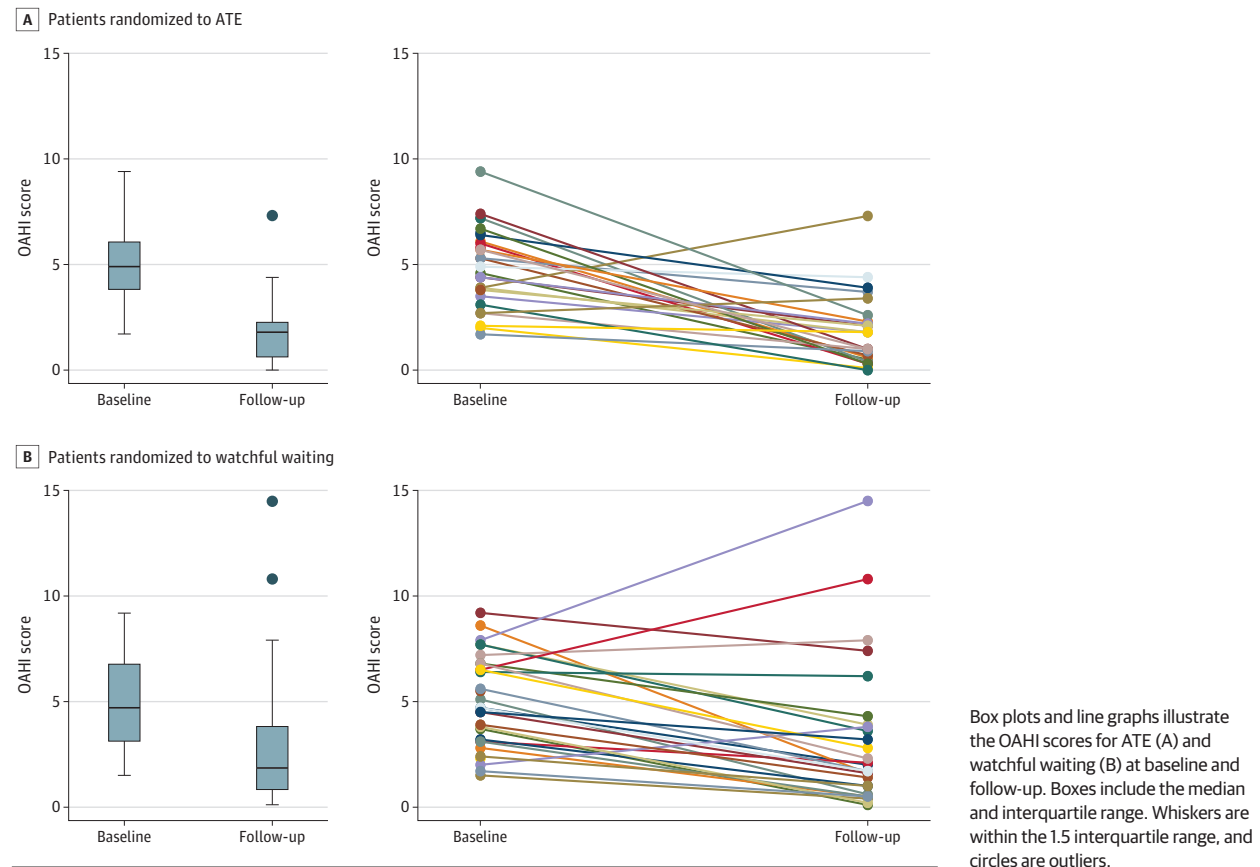 A Patients randomized to ATE
15
10
5
0
OAHI score
Baseline
Follow-up
15
10
5
0
OAHI score
Baseline
Follow-up
B Patients randomized to watchful waiting
15
10
5
0
OAHI score
Baseline
Follow-up
15
10
5
0
OAHI score
Baseline
Follow-up
Box plots and line graphs illustrate
the OAHI scores for ATE (A) and
watchful waiting (B) at baseline and
follow-up. Boxes include the median
and interquartile range. Whiskers are
within the 1.5 interquartile range, and
circles are outliers.